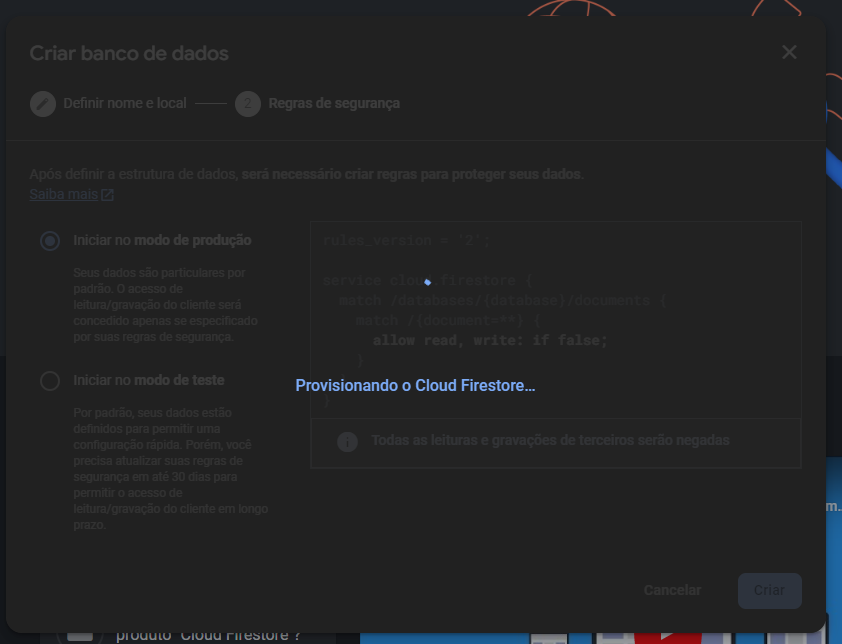 Criar banco de dados
Definir nome e local
2
Regras de segurança
Após definir a estrutura de dados, será necessário criar regras para proteger seus dados.
Saiba mais
Iniciar no modo de produção
Seus dados são particulares por
padrão. O acesso de
leitura/gravação do cliente será
concedido apenas se especificado
por suas regras de segurança.
Iniciar no modo de teste
Por padrão, seus dados estão
definidos para permitir uma
configuração rápida. Porém, você
precisa atualizar suas regras de
segurança em até 30 dias para
permitir o acesso de
leitura/gravação do cliente em longo
prazo.
rules_version = '2';
service cloud.firestore {
match /databases/{database}/documents {
match /{document=**} {
allow read, write: if false;
}
}
Provisionando o Cloud Firestore...
Todas as leituras e gravações de terceiros serão negadas
m...
Cancelar
Criar
produto "Cloud Firestore"?